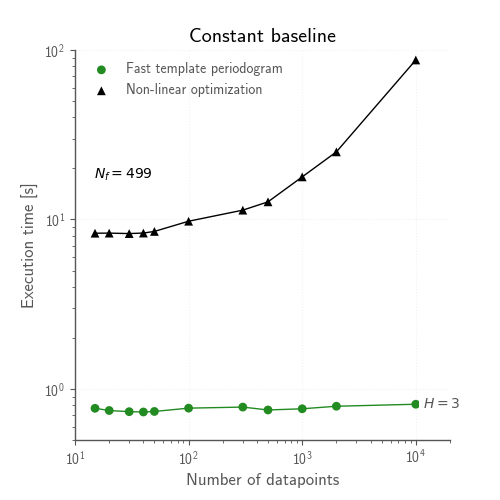 Constant baseline
Fast template periodogram
Non-linear optimization
N_f = 499
Execution time [s]
10^2
10^1
10^0
H = 3
10^1 10^2 10^3 10^4
Number of datapoints